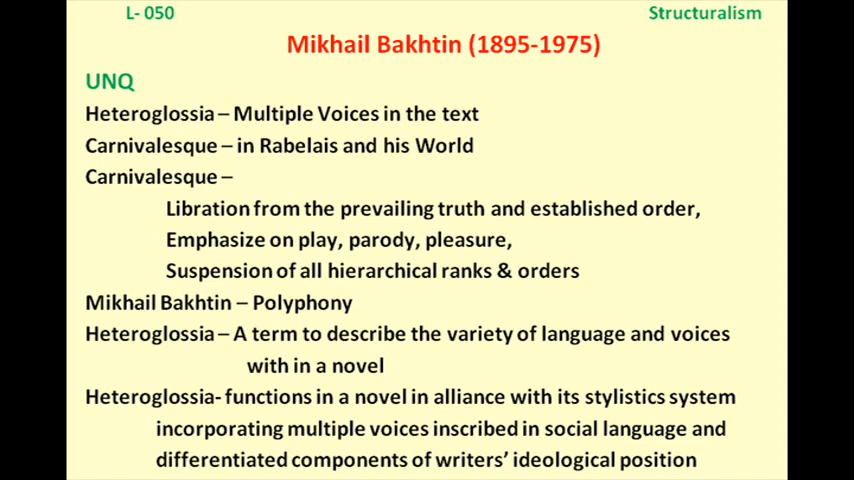 L- 050
Structuralism
Mikhail Bakhtin (1895-1975)
UNQ
Heteroglossia – Multiple Voices in the text
Carnivalesque – in Rabelais and his World
Carnivalesque –
Libration from the prevailing truth and established order,
Emphasize on play, parody, pleasure,
Suspension of all hierarchical ranks & orders
Mikhail Bakhtin – Polyphony
Heteroglossia – A term to describe the variety of language and voices
with in a novel
Heteroglossia- functions in a novel in alliance with its stylistics system
incorporating multiple voices inscribed in social language and
differentiated components of writers’ ideological position